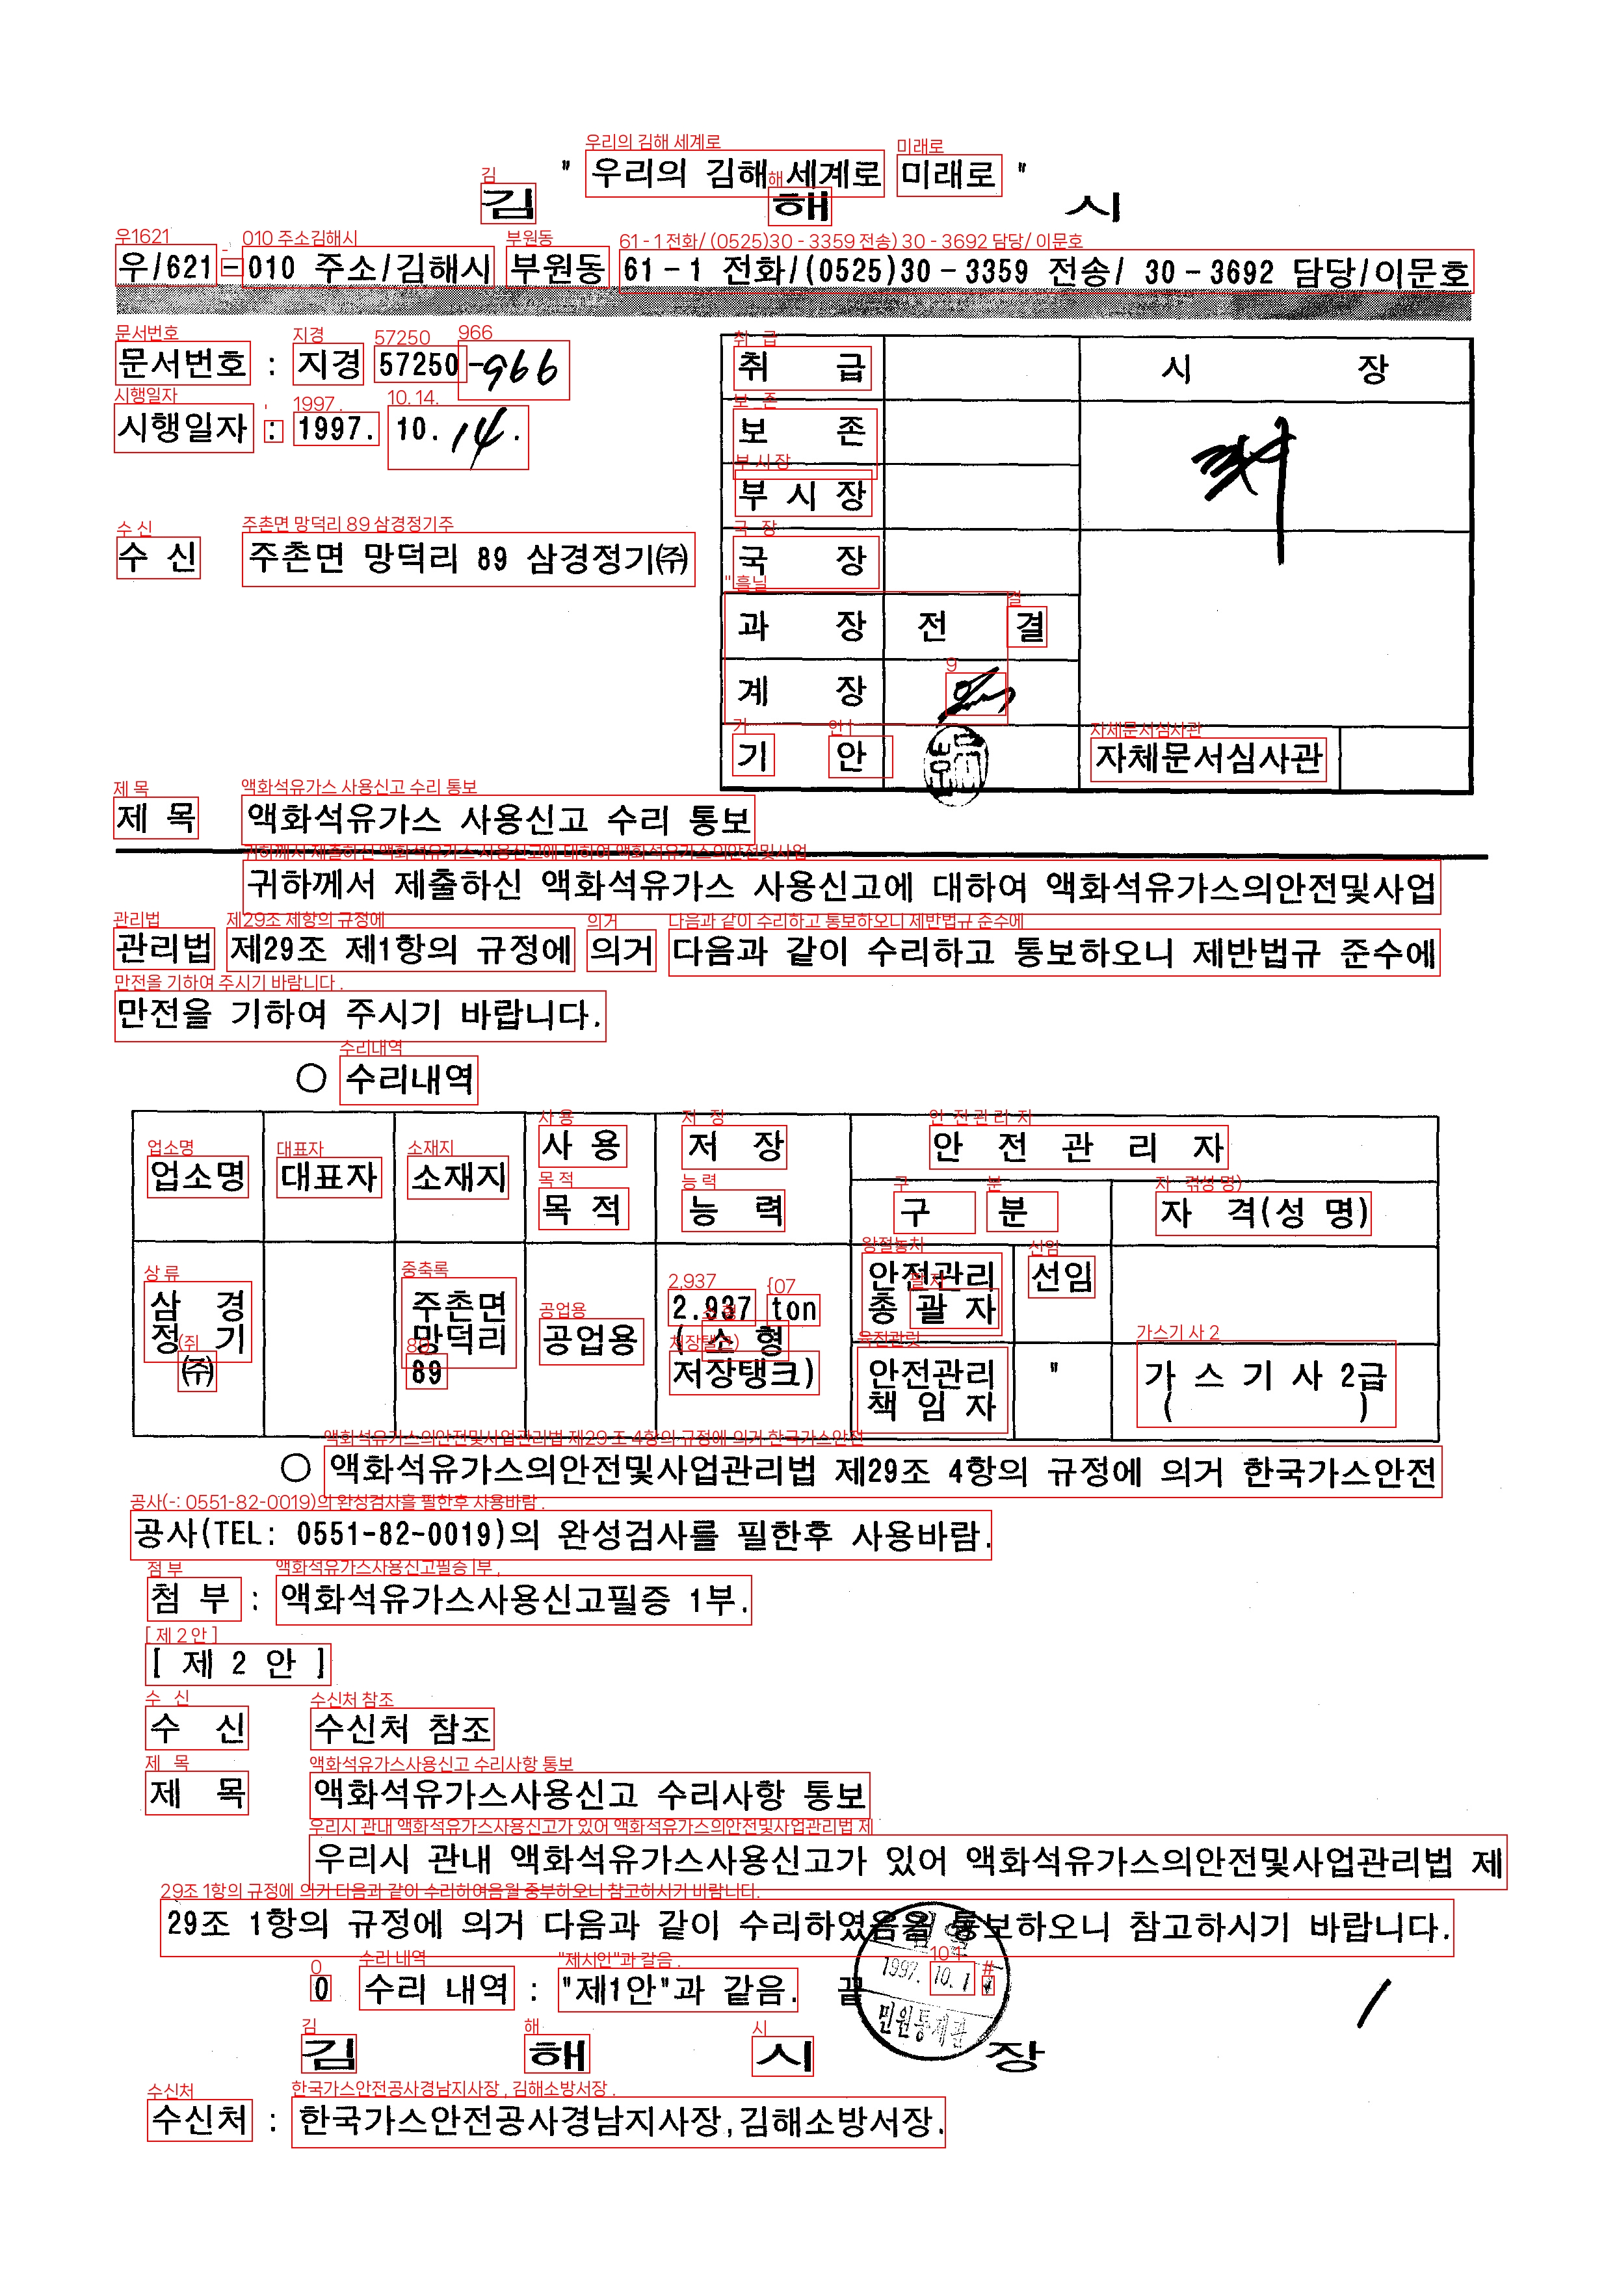 " 우리의 김해 세계로 미래로 "
김 해 시
우/621-010 주소/김해시 부원동 61-1 전화/(0525)30-3359 전송/ 30-3692 담당/이문호
문서번호 : 지경 57250-966
시행일자 : 1997. 10. 14.
수 신 주촌면 망덕리 89 삼경정기㈜
취 급 시 장
보 존
부 시 장
국 장
과 장 전 결
계 장
기 안 자체문서심사관
제 목 액화석유가스 사용신고 수리 통보
귀하께서 제출하신 액화석유가스 사용신고에 대하여 액화석유가스의안전및사업
관리법 제29조 제1항의 규정에 의거 다음과 같이 수리하고 통보하오니 제반법규 준수에
만전을 기하여 주시기 바랍니다.
○ 수리내역
업소명 대표자 소재지 사용 목적 저 장 능 력 안 전 관 리 자
구 분 자 격(성 명)
삼 경 정 기 ㈜ 주촌면 망덕리 89 공업용 2.937 ton (소 형 저장탱크) 안전관리 총 괄 자 선임
안전관리 책 임 자 " 가 스 기 사 2급 ( )
○ 액화석유가스의안전및사업관리법 제29조 4항의 규정에 의거 한국가스안전
공사(TEL: 0551-82-0019)의 완성검사를 필한후 사용바람.
첨 부 : 액화석유가스사용신고필증 1부.
[ 제 2 안 ]
수 신 수신처 참조
제 목 액화석유가스사용신고 수리사항 통보
우리시 관내 액화석유가스사용신고가 있어 액화석유가스의안전및사업관리법 제
29조 1항의 규정에 의거 다음과 같이 수리하였음을 통보하오니 참고하시기 바랍니다.
0 수리 내역 : "제1안"과 같음. 끝
1997. 10. 1
민원통제관
김 해 시 장
수신처 : 한국가스안전공사경남지사장,김해소방서장.